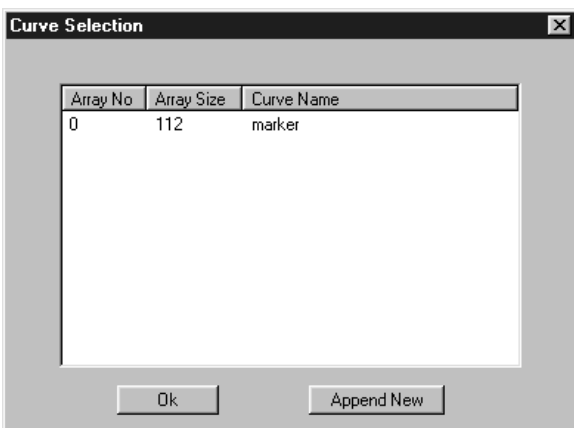 Curve Selection
Array No Array Size Curve Name
0 112 marker
Ok Append New